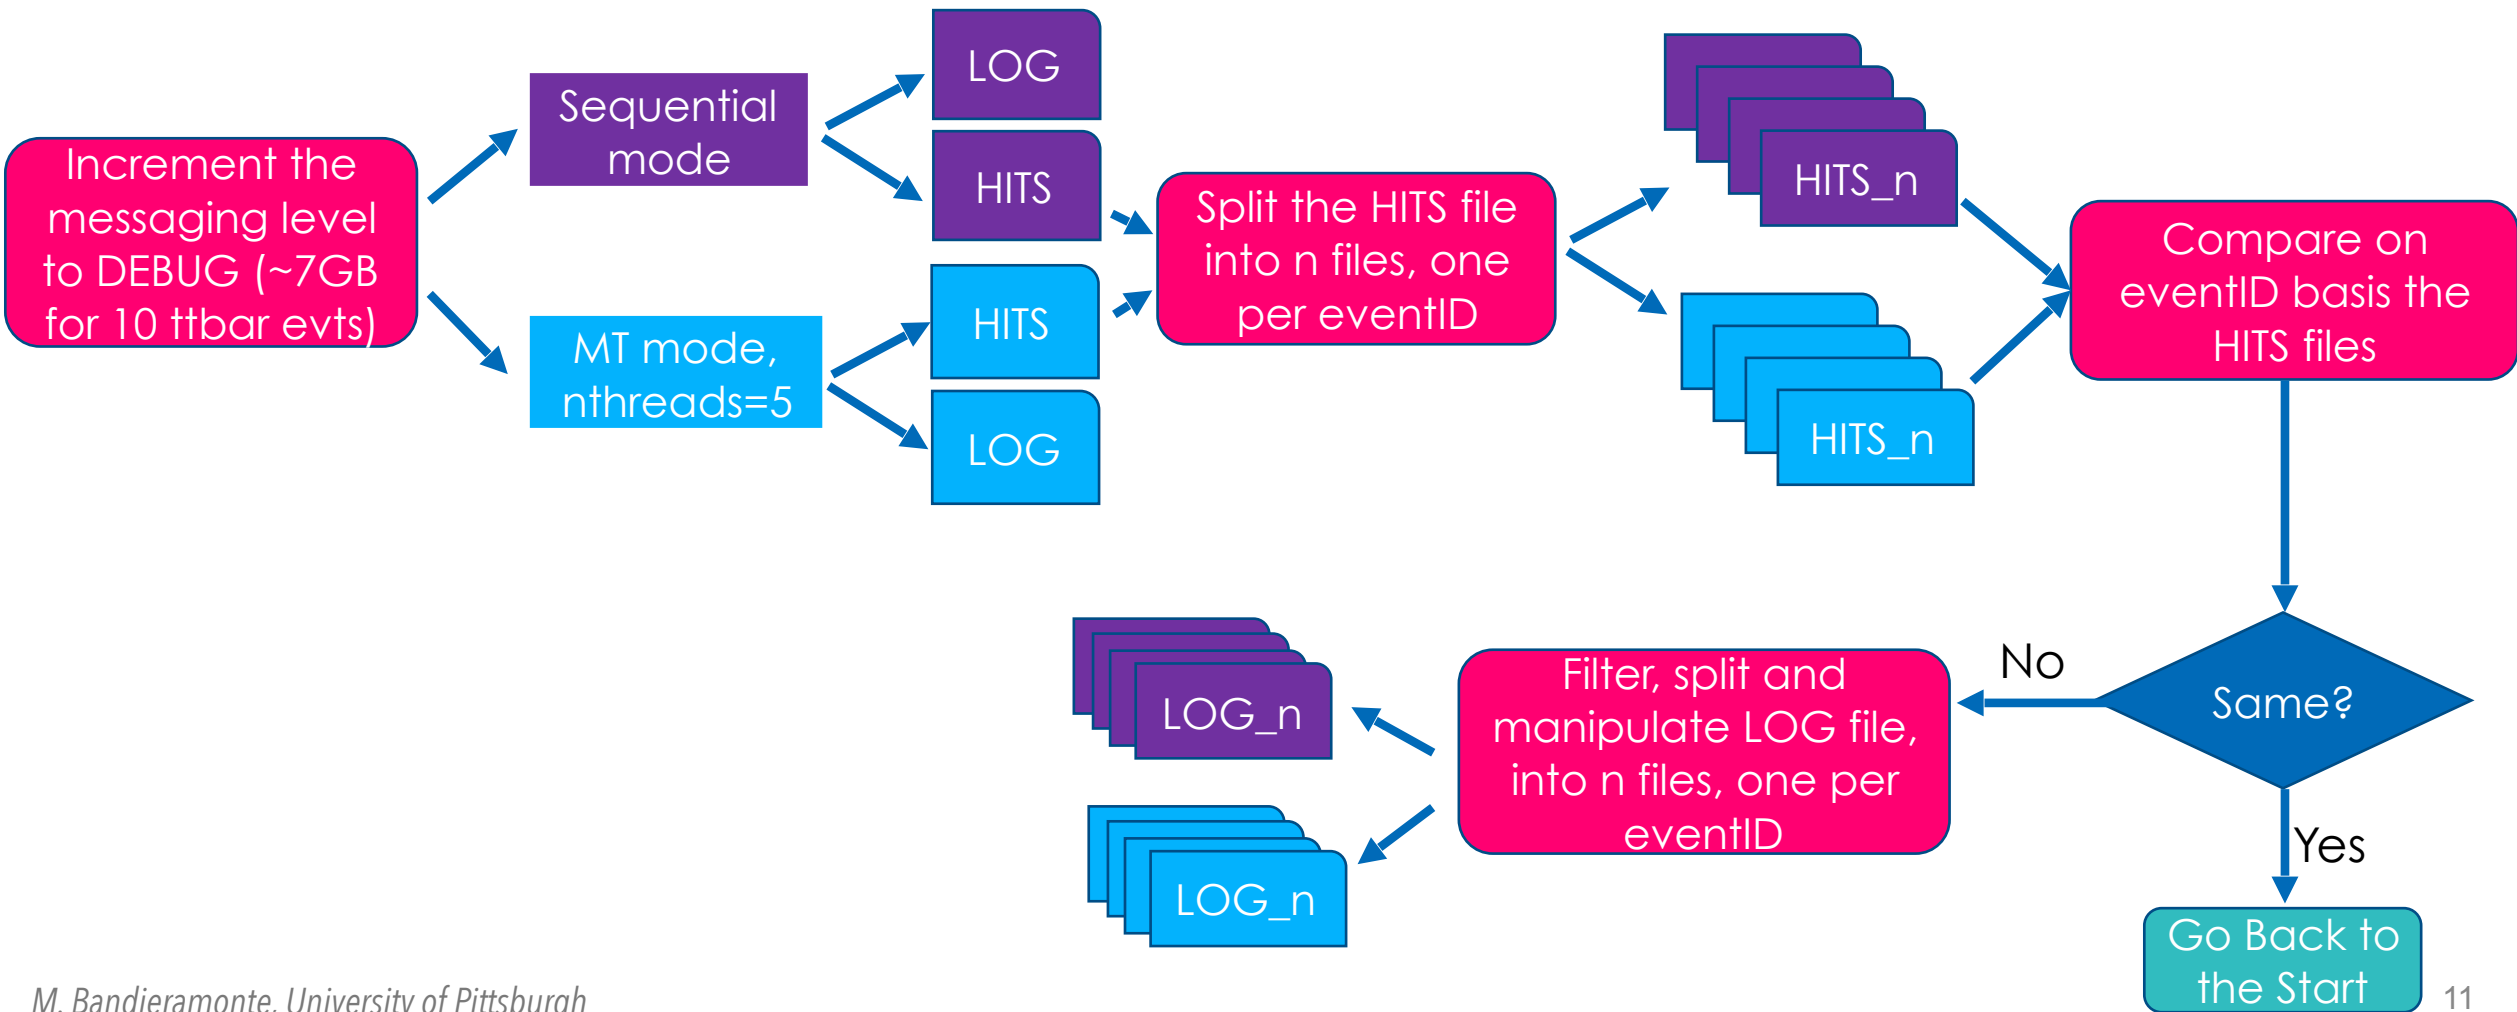 Increment the
messaging level
to DEBUG (~7GB
for 10 ttbar evts)
Sequential
mode
MT mode,
nthreads=5
LOG
HITS
HITS
LOG
Split the HITS file
into n files, one
per eventID
HITS_n
HITS_n
Compare on
eventID basis the
HITS files
Same?
No
Yes
Filter, split and
manipulate LOG file,
into n files, one per
eventID
LOG_n
LOG_n
Go Back to
the Start
M. Bandieramonte, University of Pittsburgh
11